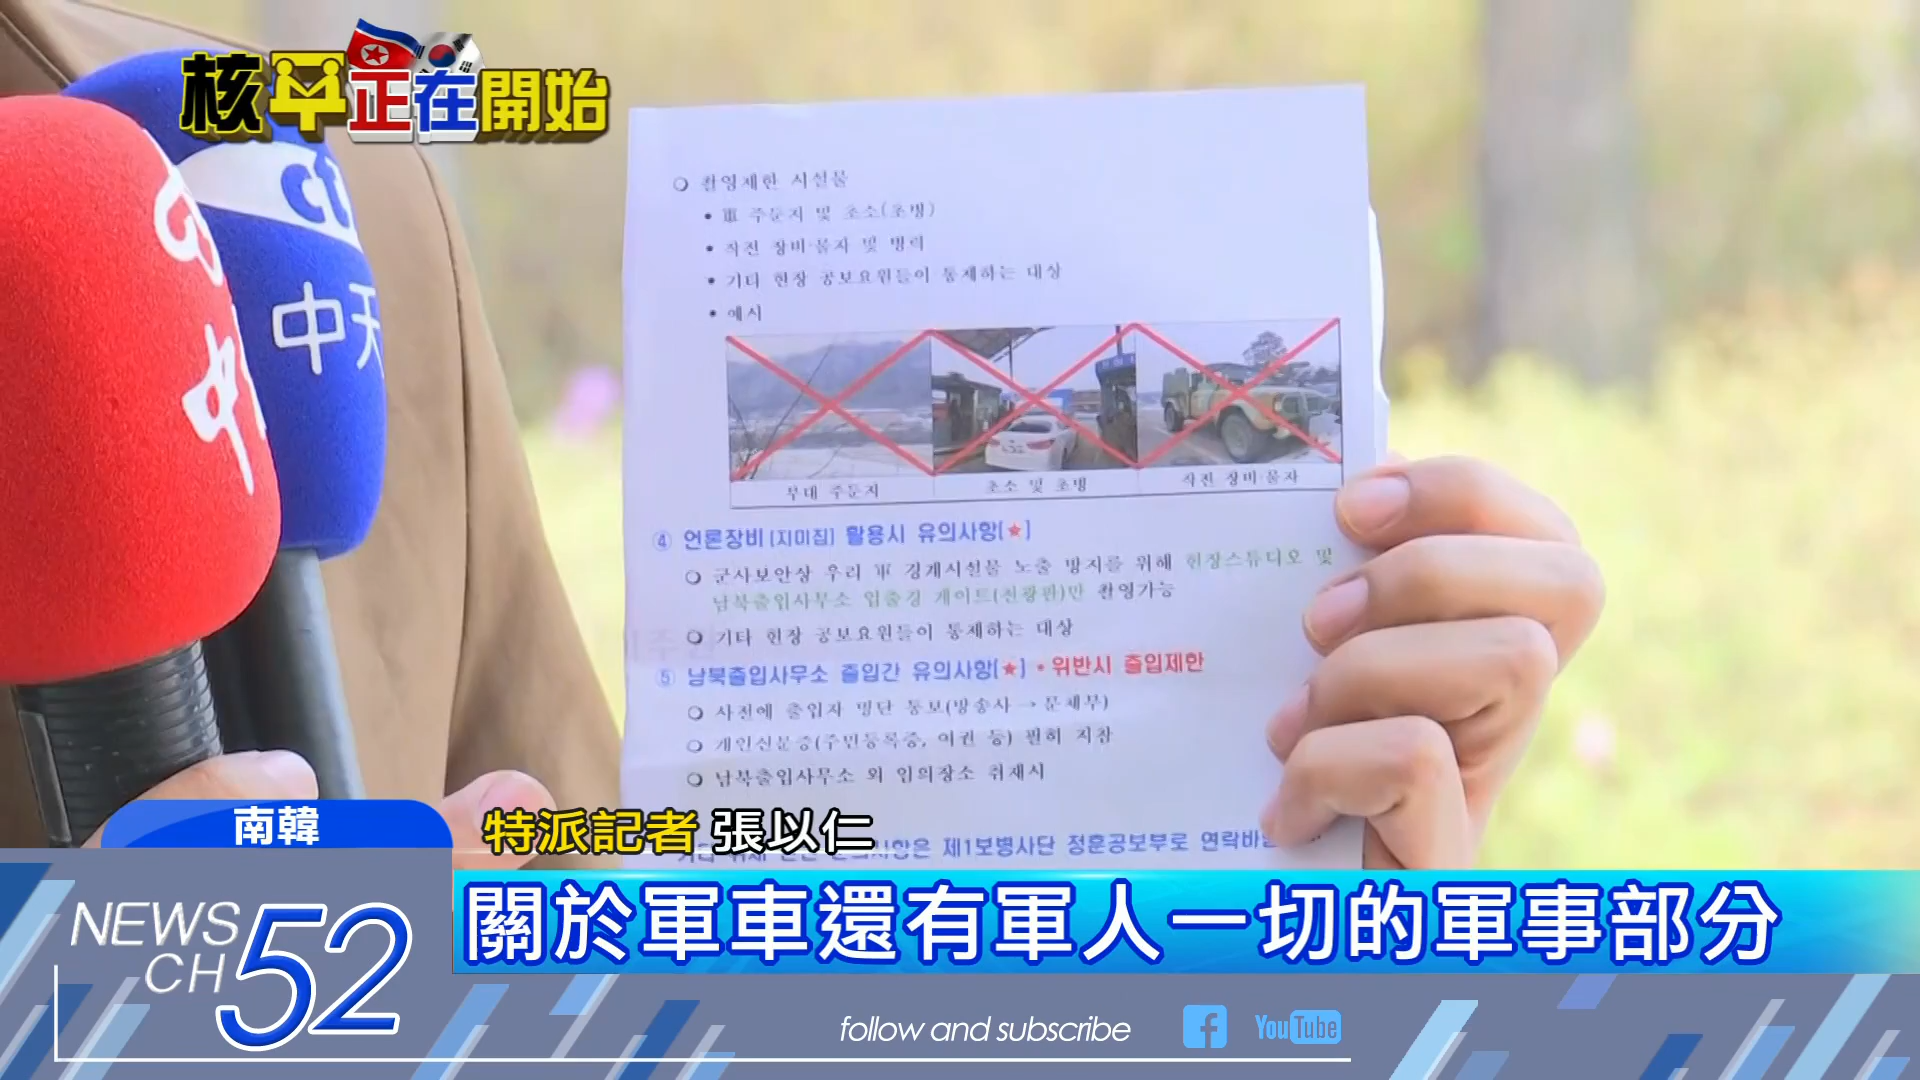 核平正在開始
cti
中天
中
○ 촬영제한 시설물
• 軍 주둔지 및 초소(초병)
• 작전 장비·물자 및 병력
• 기타 현장 공보요원들이 통제하는 대상
• 예시
부대 주둔지
초소 및 초병
작전 장비·물자
④ 언론장비[지미집] 활용시 유의사항[★]
○ 군사보안상 우리 軍 경계시설물 노출 방지를 위해 현장스튜디오 및
남북출입사무소 입출경 게이트(전광판)만 촬영가능
○ 기타 현장 공보요원들이 통제하는 대상
⑤ 남북출입사무소 출입간 유의사항[★] * 위반시 출입제한
○ 사전에 출입자 명단 통보(방송사 → 문체부)
○ 개인신분증(주민등록증, 여권 등) 필히 지참
○ 남북출입사무소 외 임의장소 취재시
제1보병사단 정훈공보부로
南韓
特派記者 張以仁
關於軍車還有軍人一切的軍事部分
NEWS
CH 52
follow and subscribe
YouTube